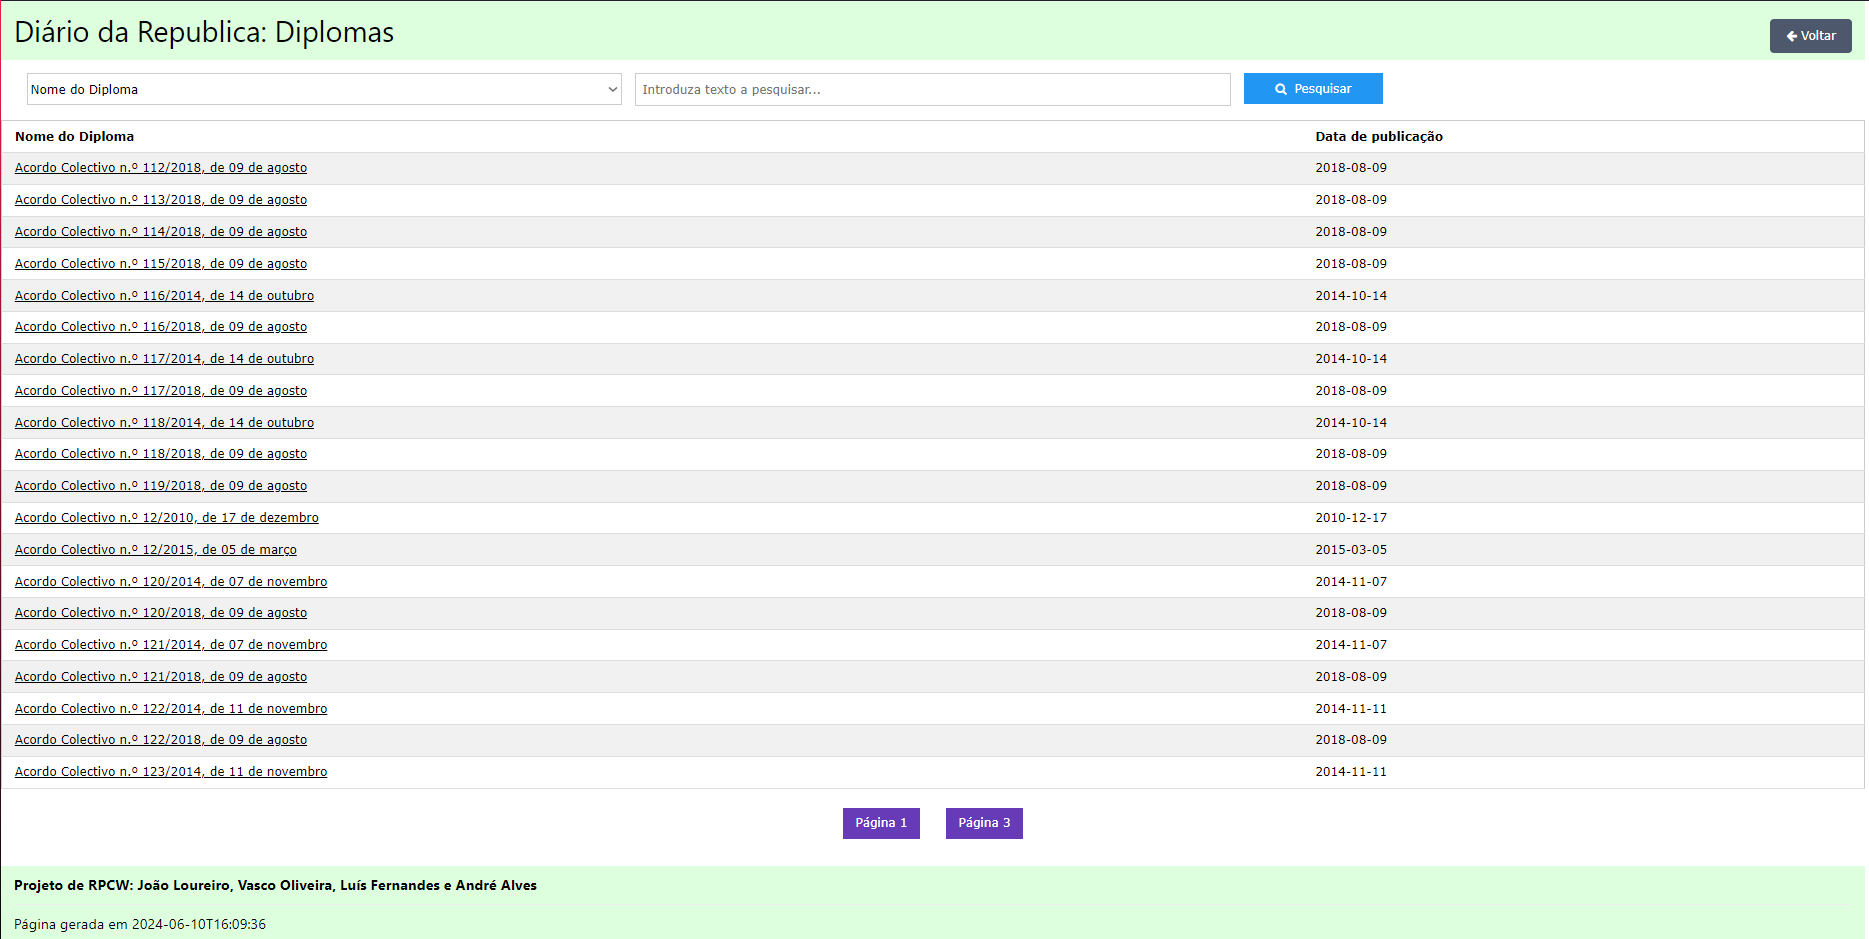 Diário da Republica: Diplomas
Voltar
Nome do Diploma
Introduza texto a pesquisar...
Pesquisar
Nome do Diploma Data de publicação
Acordo Colectivo n.º 112/2018, de 09 de agosto 2018-08-09
Acordo Colectivo n.º 113/2018, de 09 de agosto 2018-08-09
Acordo Colectivo n.º 114/2018, de 09 de agosto 2018-08-09
Acordo Colectivo n.º 115/2018, de 09 de agosto 2018-08-09
Acordo Colectivo n.º 116/2014, de 14 de outubro 2014-10-14
Acordo Colectivo n.º 116/2018, de 09 de agosto 2018-08-09
Acordo Colectivo n.º 117/2014, de 14 de outubro 2014-10-14
Acordo Colectivo n.º 117/2018, de 09 de agosto 2018-08-09
Acordo Colectivo n.º 118/2014, de 14 de outubro 2014-10-14
Acordo Colectivo n.º 118/2018, de 09 de agosto 2018-08-09
Acordo Colectivo n.º 119/2018, de 09 de agosto 2018-08-09
Acordo Colectivo n.º 12/2010, de 17 de dezembro 2010-12-17
Acordo Colectivo n.º 12/2015, de 05 de março 2015-03-05
Acordo Colectivo n.º 120/2014, de 07 de novembro 2014-11-07
Acordo Colectivo n.º 120/2018, de 09 de agosto 2018-08-09
Acordo Colectivo n.º 121/2014, de 07 de novembro 2014-11-07
Acordo Colectivo n.º 121/2018, de 09 de agosto 2018-08-09
Acordo Colectivo n.º 122/2014, de 11 de novembro 2014-11-11
Acordo Colectivo n.º 122/2018, de 09 de agosto 2018-08-09
Acordo Colectivo n.º 123/2014, de 11 de novembro 2014-11-11
Página 1 Página 3
Projeto de RPCW: João Loureiro, Vasco Oliveira, Luís Fernandes e André Alves
Página gerada em 2024-06-10T16:09:36